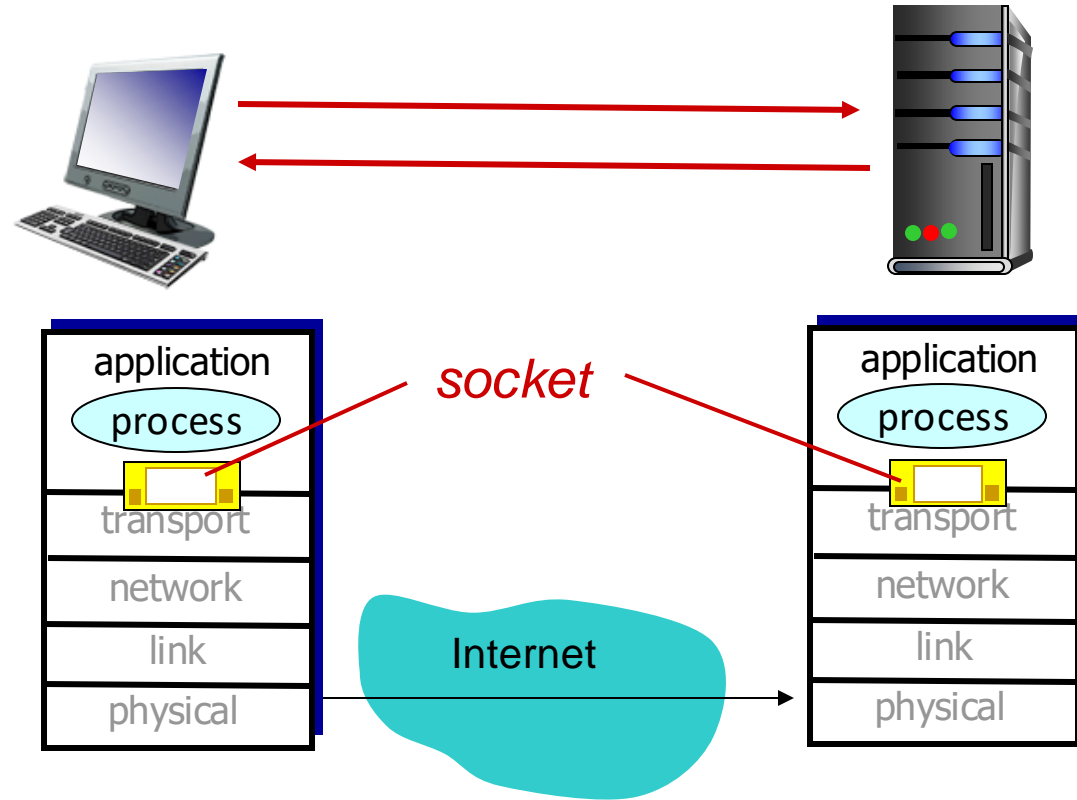 application
process
transport
network
link
physical
socket
Internet
application
process
transport
network
link
physical